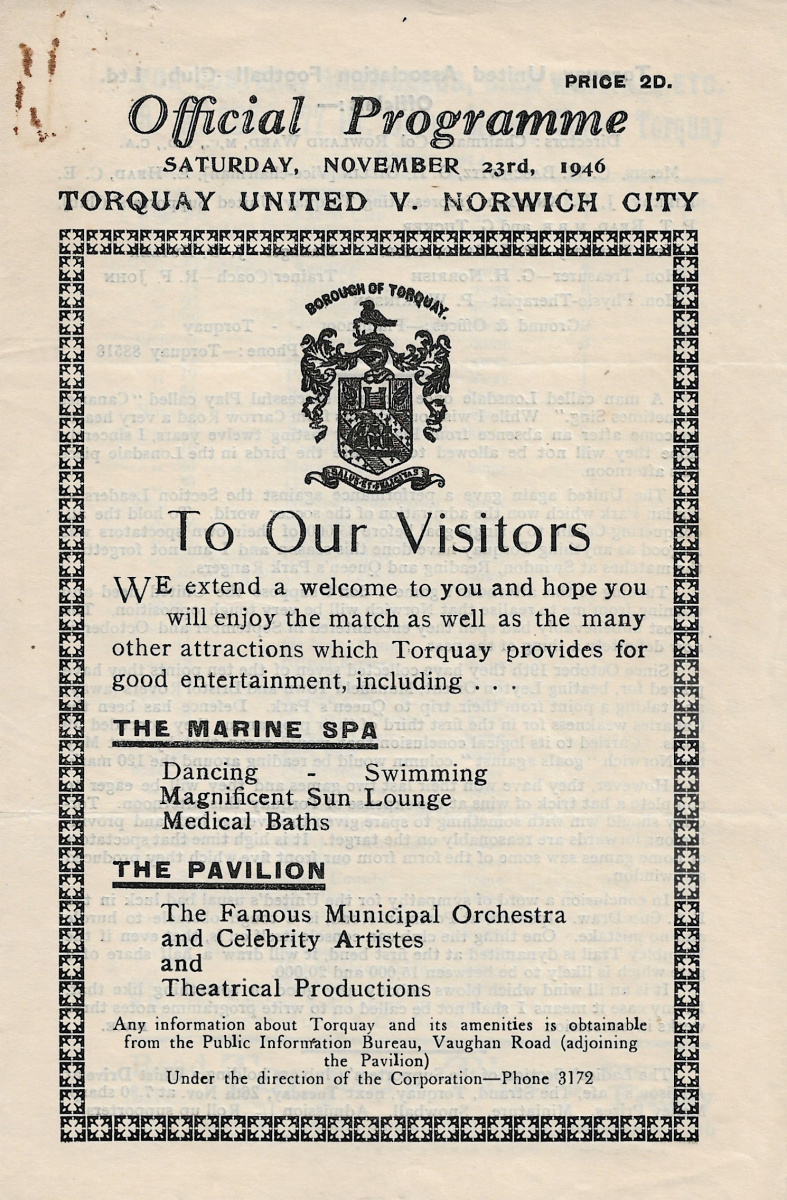 PRICE 2D.
Official Programme
SATURDAY, NOVEMBER 23rd, 1946
TORQUAY UNITED V. NORWICH CITY
BOROUGH OF TORQUAY.
SALUS·ET·FELICITAS
To Our Visitors
WE extend a welcome to you and hope you
will enjoy the match as well as the many
other attractions which Torquay provides for
good entertainment, including . . .
THE MARINE SPA
Dancing - Swimming
Magnificent Sun Lounge
Medical Baths
THE PAVILION
The Famous Municipal Orchestra
and Celebrity Artistes
and
Theatrical Productions
Any information about Torquay and its amenities is obtainable
from the Public Information Bureau, Vaughan Road (adjoining
the Pavilion)
Under the direction of the Corporation—Phone 3172